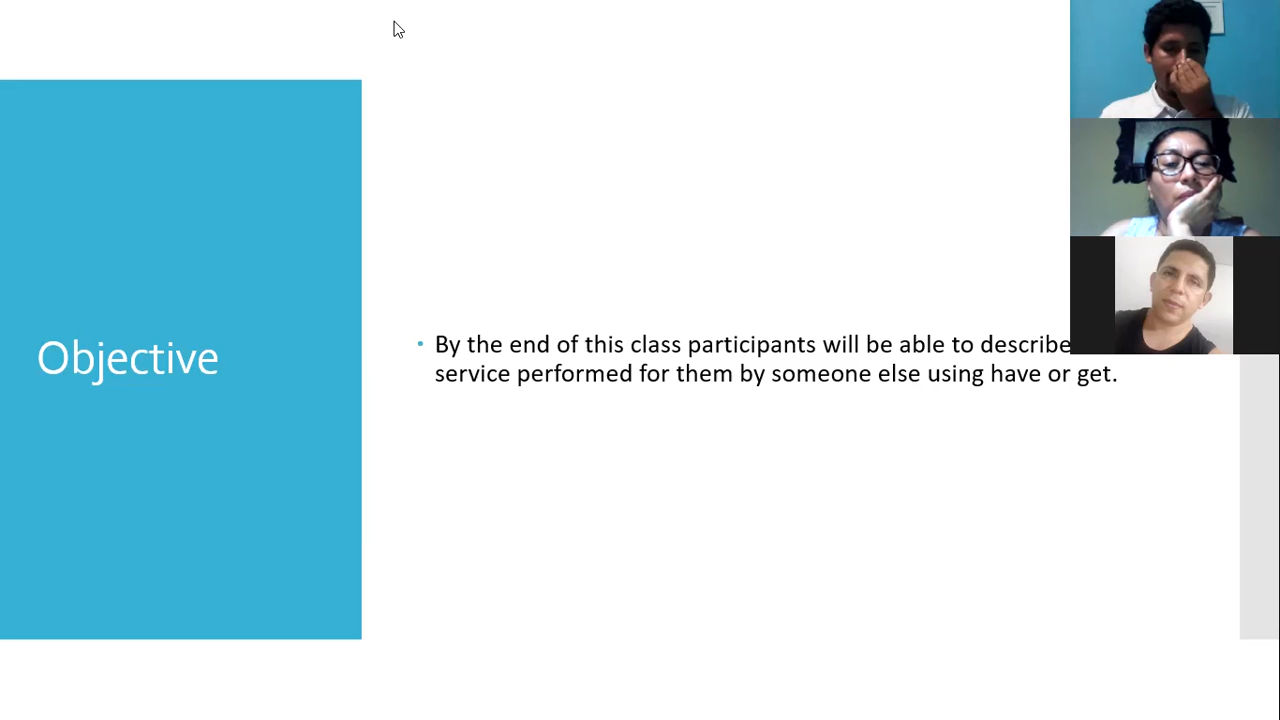 Objective
• By the end of this class participants will be able to describe
service performed for them by someone else using have or get.